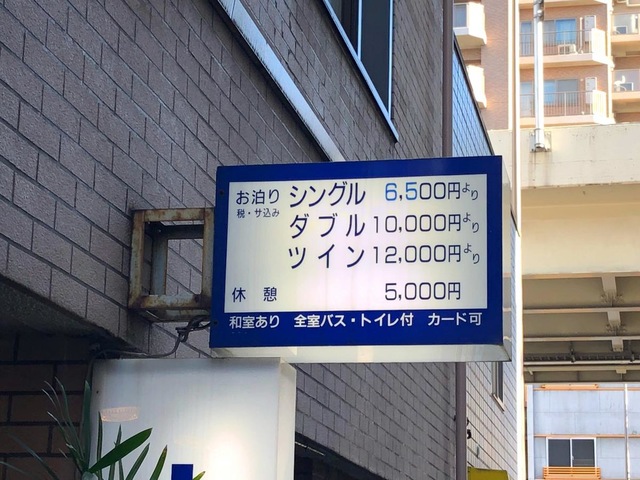 お泊り シングル 6,500円より
税・サ込み
ダブル 10,000円より
ツイン 12,000円より
休憩 5,000円
和室あり 全室バス・トイレ付 カード可